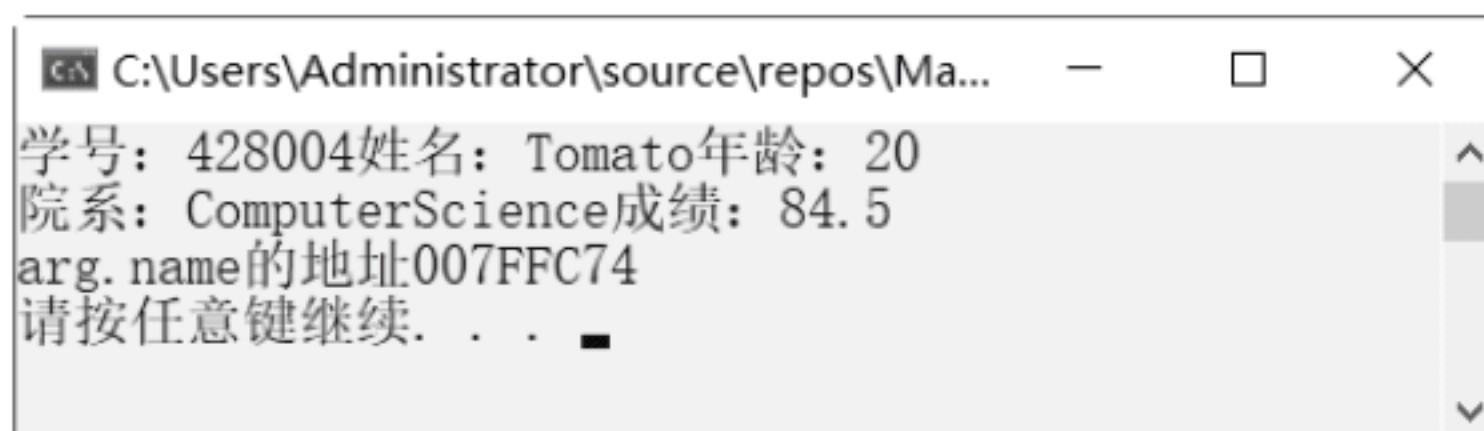 C:\Users\Administrator\source\repos\Ma...
学号：428004姓名：Tomato年龄：20
院系：ComputerScience成绩：84.5
arg.name的地址007FFC74
请按任意键继续. . .